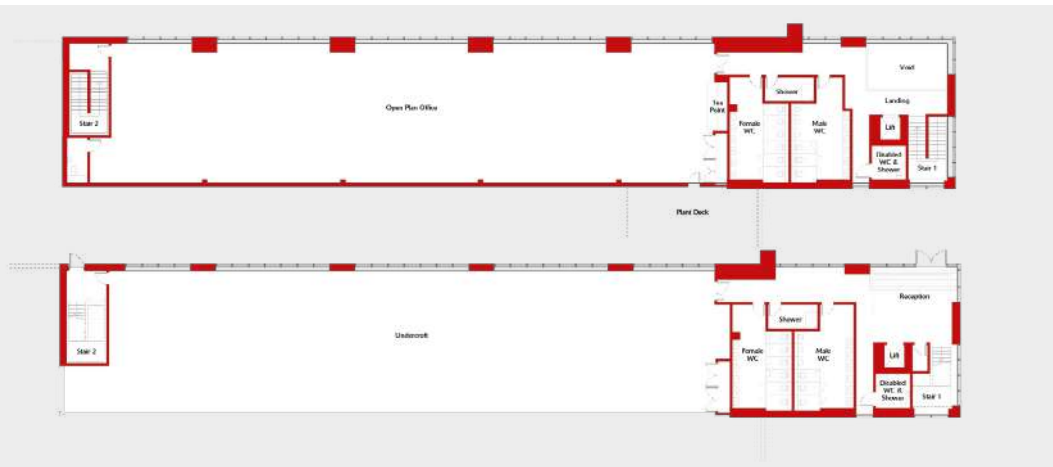 Void
Shower
Open Plan Office
Tea
Point
Landing
Stair 2
Female
WC
Male
WC
Lift
Disabled
WC &
Shower
Stair 1
Plant Deck
Reception
Shower
Undercroft
Stair 2
Female
WC
Male
WC
Lift
Disabled
WC &
Shower
Stair 1